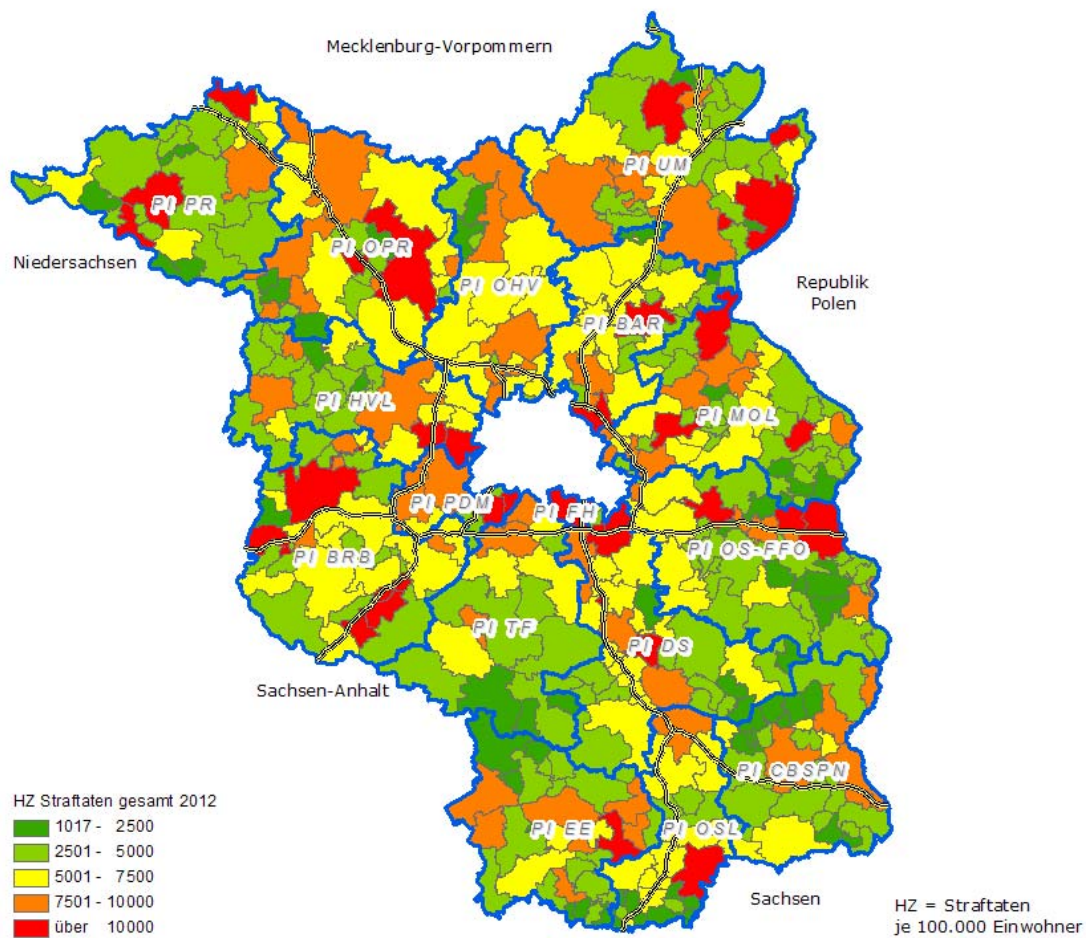 Mecklenburg-Vorpommern
PI UM
PI PR
PI OPR
Niedersachsen
PI OHV
Republik
Polen
PI BAR
PI HVL
PI MOL
PI PDM
PI FH
PI BRB
PI OS-FFO
PI TF
PI DS
Sachsen-Anhalt
PI CBSPN
PI EE
PI OSL
Sachsen
HZ Straftaten gesamt 2012
1017 - 2500
2501 - 5000
5001 - 7500
7501 - 10000
über 10000
HZ = Straftaten
je 100.000 Einwohner